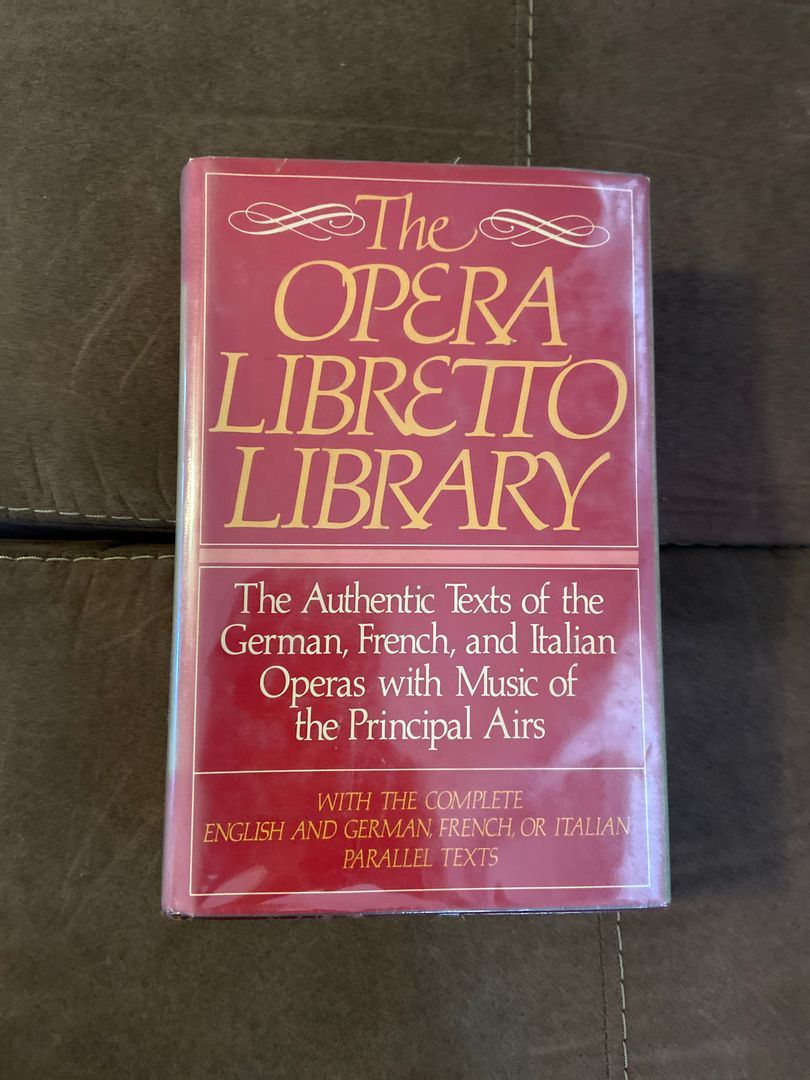 The
OPERA
LIBRETTO
LIBRARY
The Authentic Texts of the
German, French, and Italian
Operas with Music of
the Principal Airs
WITH THE COMPLETE
ENGLISH AND GERMAN, FRENCH, OR ITALIAN
PARALLEL TEXTS